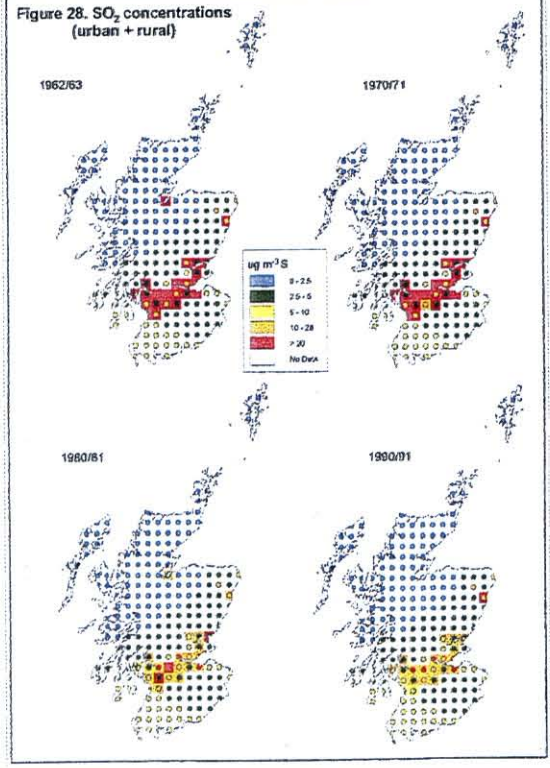 Figure 28. SO₂ concentrations
(urban + rural)
1962/63
1970/71
ug m⁻³ S
0 - 2.5
2.5 - 5
5 - 10
10 - 20
> 20
No Data
1980/81
1990/91